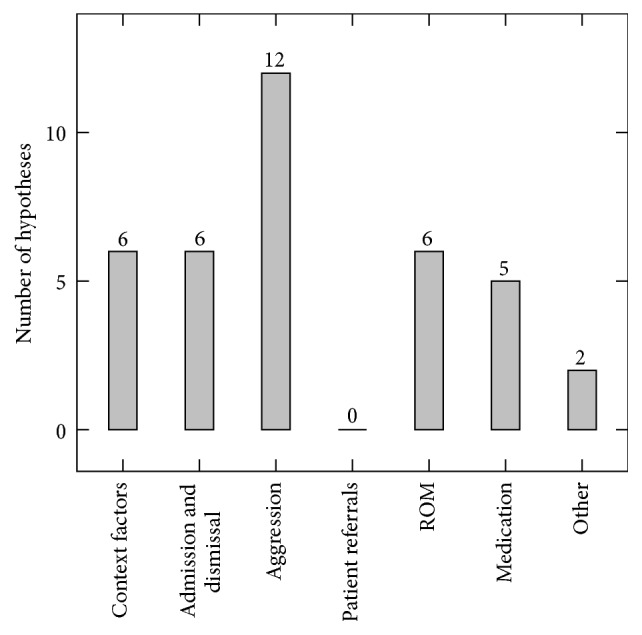 12
10
6
6
6
5
5
2
0
0
Number of hypotheses
Context factors
Admission and
dismissal
Aggression
Patient referrals
ROM
Medication
Other